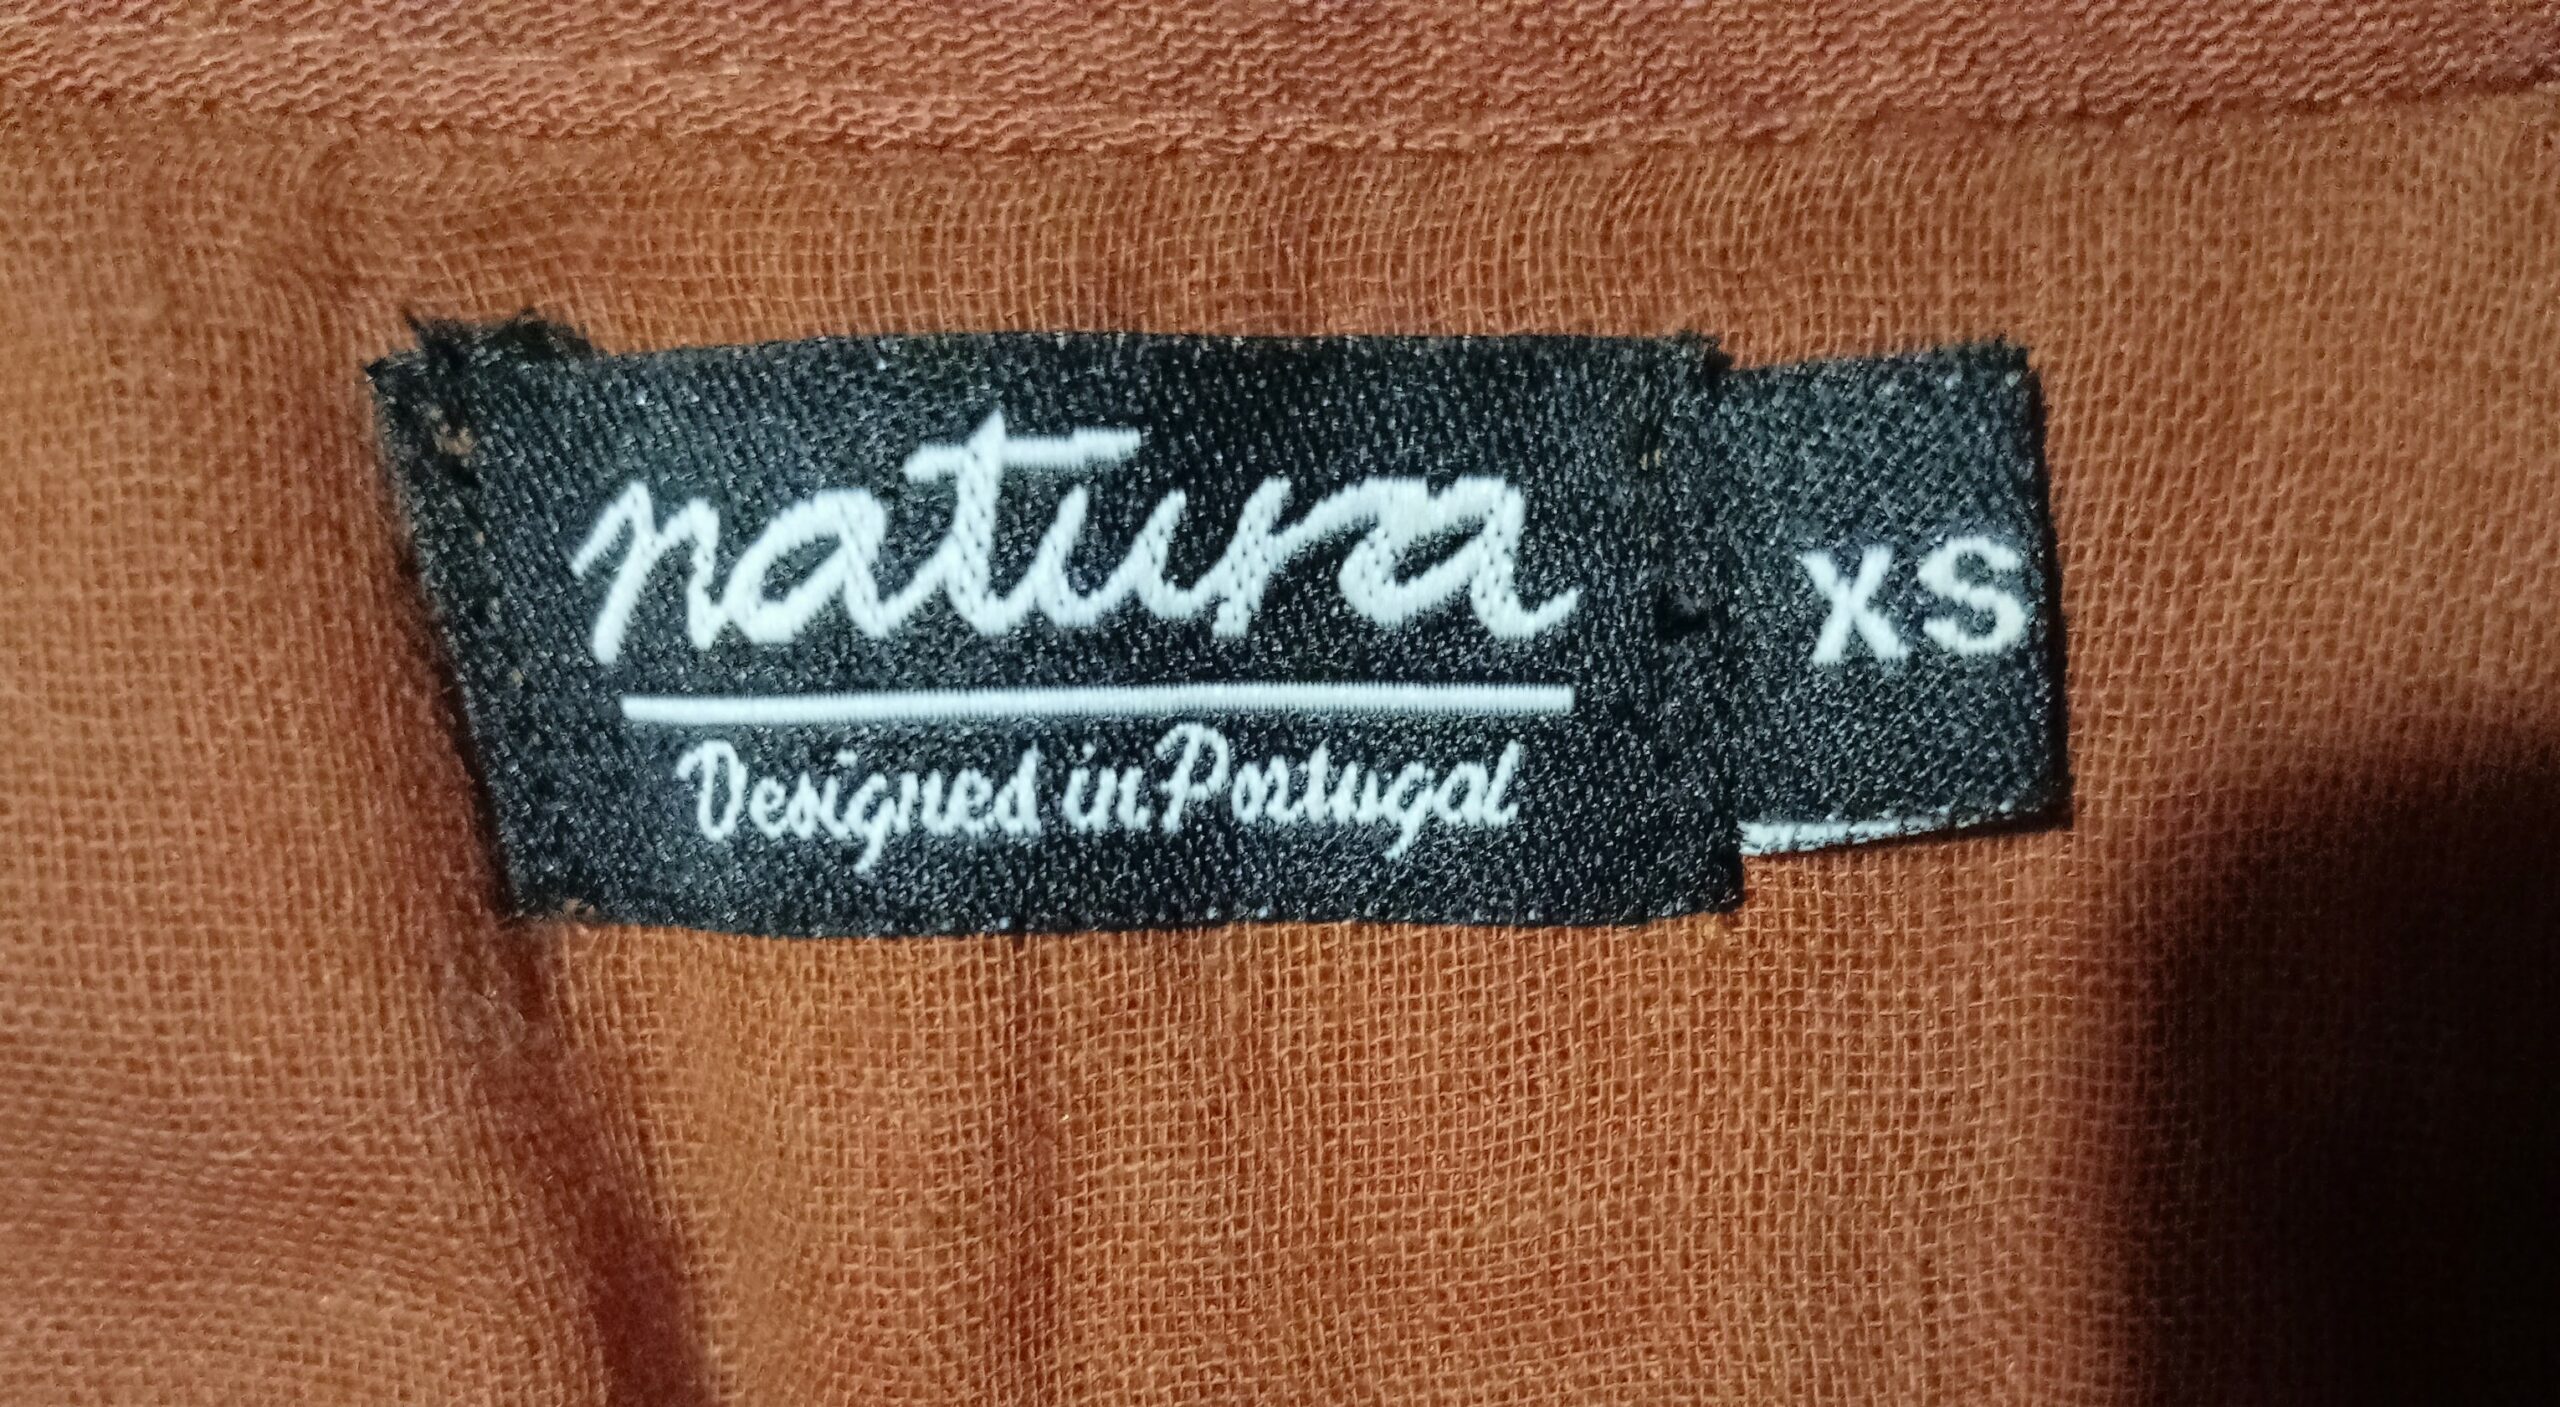 natura
Designed in Portugal
XS